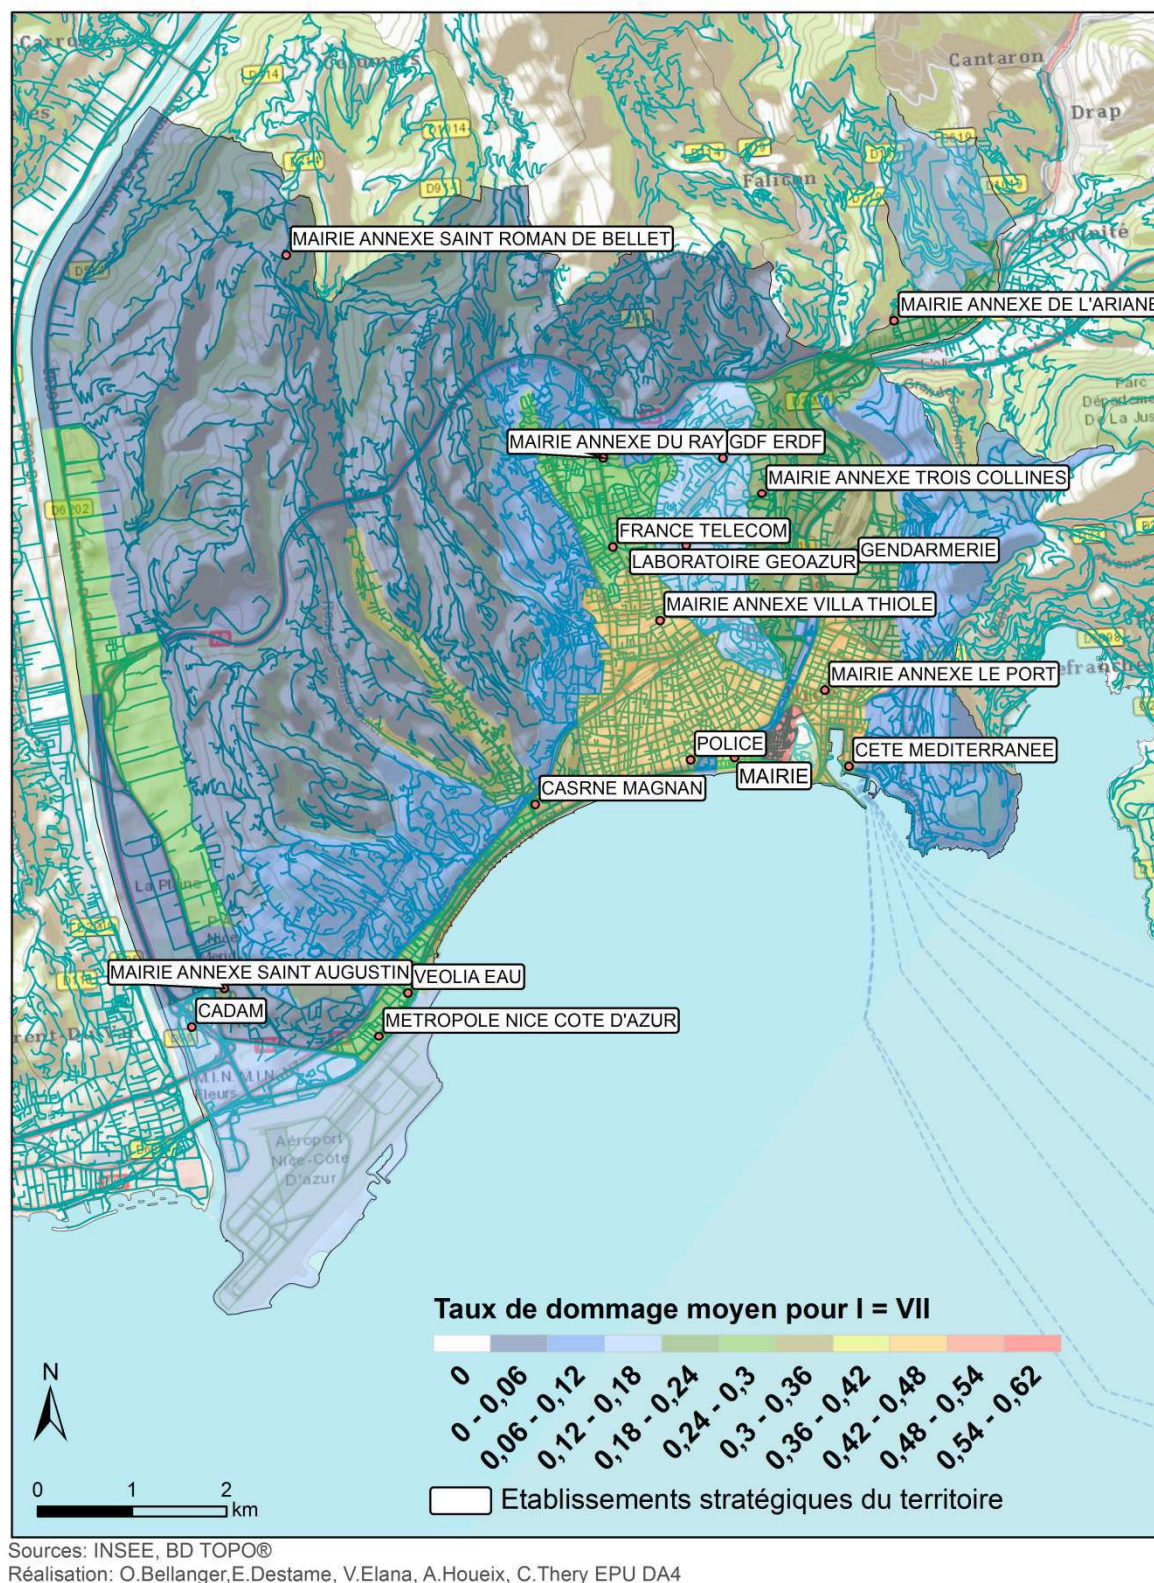 Cantaron
Drap
D914
D1014
D914
Falicon
MAIRIE ANNEXE SAINT ROMAN DE BELLET
MAIRIE ANNEXE DE L'ARIANE
Parc
MAIRIE ANNEXE DU RAY
GDF ERDF
MAIRIE ANNEXE TROIS COLLINES
D6202
FRANCE TELECOM
GENDARMERIE
LABORATOIRE GEOAZUR
MAIRIE ANNEXE VILLA THIOLE
MAIRIE ANNEXE LE PORT
POLICE
CETE MEDITERRANEE
MAIRIE
CASRNE MAGNAN
La Plaine
MAIRIE ANNEXE SAINT AUGUSTIN
VEOLIA EAU
CADAM
METROPOLE NICE COTE D'AZUR
M.I.N.
M.I.N.
Fleurs
Aéroport
Nice-Côte
D'azur
Taux de dommage moyen pour I = VII
0
0 - 0,06
0,06 - 0,12
0,12 - 0,18
0,18 - 0,24
0,24 - 0,3
0,3 - 0,36
0,36 - 0,42
0,42 - 0,48
0,48 - 0,54
0,54 - 0,62
N
0 1 2
km
Etablissements stratégiques du territoire
Sources: INSEE, BD TOPO®
Réalisation: O.Bellanger,E.Destame, V.Elana, A.Houeix, C.Thery EPU DA4